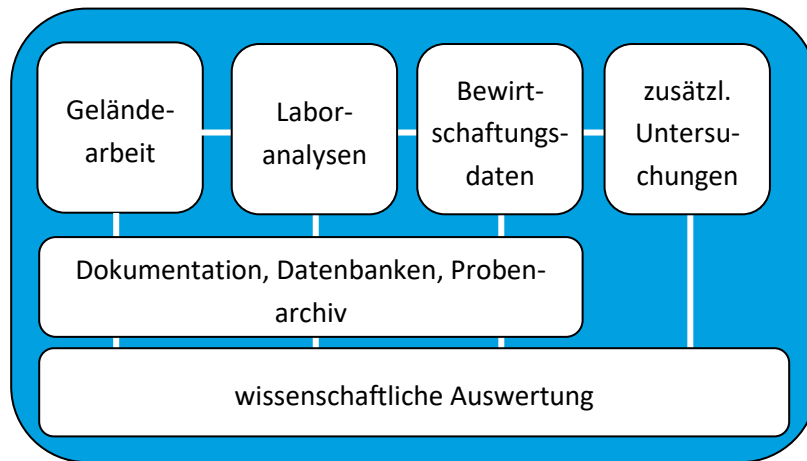 Gelände-
arbeit
Labor-
analysen
Bewirt-
schaftungs-
daten
zusätzl.
Untersu-
chungen
Dokumentation, Datenbanken, Proben-
archiv
wissenschaftliche Auswertung